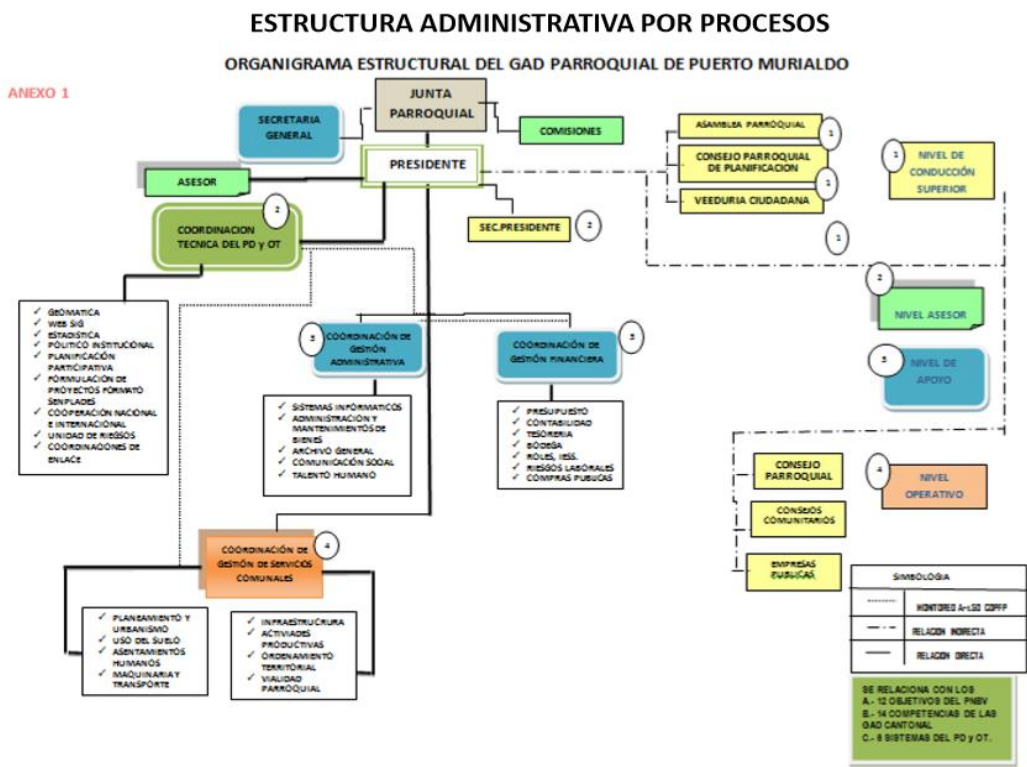 ESTRUCTURA ADMINISTRATIVA POR PROCESOS
ORGANIGRAMA ESTRUCTURAL DEL GAD PARROQUIAL DE PUERTO MURIALDO
ANEXO 1
JUNTA
PARROQUIAL
SECRETARIA
GENERAL
COMISIONES
PRESIDENTE
ASESOR
SEC.PRESIDENTE
2
ASAMBLEA PARROQUIAL
1
CONSEJO PARROQUIAL
DE PLANIFICACION
1
VEEDURIA CIUDADANA
1
1
NIVEL DE
CONDUCCIÓN
SUPERIOR
2
COORDINACION
TECNICA DEL PD y OT
2
NIVEL ASESOR
3
NIVEL DE
APOYO
✓ GEOMATICA
✓ WEB SIG
✓ ESTADISTICA
✓ POLITICO INSTITUCIONAL
✓ PLANIFICACIÓN
PARTICIPATIVA
✓ FORMULACIÓN DE
PROYECTOS FORMATO
SENPLADES
✓ COOPERACIÓN NACIONAL
E INTERNACIONAL
✓ UNIDAD DE RIEGSOS
✓ COORDINACIONES DE
ENLACE
3
COORDINACIÓN DE
GESTIÓN
ADMINISTRATIVA
COORDINACIÓN DE
GESTIÓN FINANCIERA
3
✓ SISTEMAS INFORMATICOS
✓ ADMINISTRACIÓN Y
MANTENIMIENTOS DE
BIENES
✓ ARCHIVO GENERAL
✓ COMUNICACIÓN SOCIAL
✓ TALENTO HUMANO
✓ PRESUPUESTO
✓ CONTABILIDAD
✓ TESORERIA
✓ BODEGA
✓ ROLES, IESS.
✓ RIESGOS LABORALES
✓ COMPRAS PUBLICAS
CONSEJO
PARROQUIAL
CONSEJOS
COMUNITARIOS
EMPRESAS
PUBLICAS
4
NIVEL
OPERATIVO
COORDINACIÓN DE
GESTIÓN DE SERVICIOS
COMUNALES
4
✓ PLANEAMIENTO Y
URBANISMO
✓ USO DEL SUELO
✓ ASENTAMIENTOS
HUMANOS
✓ MAQUINARIA Y
TRANSPORTE
✓ INFRAESTRUCRURA
✓ ACTIVIADES
PRODUCTIVAS
✓ ORDENAMIENTO
TERRITORIAL
✓ VIALIDAD
PARROQUIAL
SIMBOLOGIA
MONITOREO COPFP
RELACION INDIRECTA
RELACION DIRECTA
SE RELACIONA CON LOS
A.- 12 OBJETIVOS DEL PNBV
B.- 14 COMPETENCIAS DE LAS
GAD CANTONAL
C.- 6 SISTEMAS DEL PD y OT.